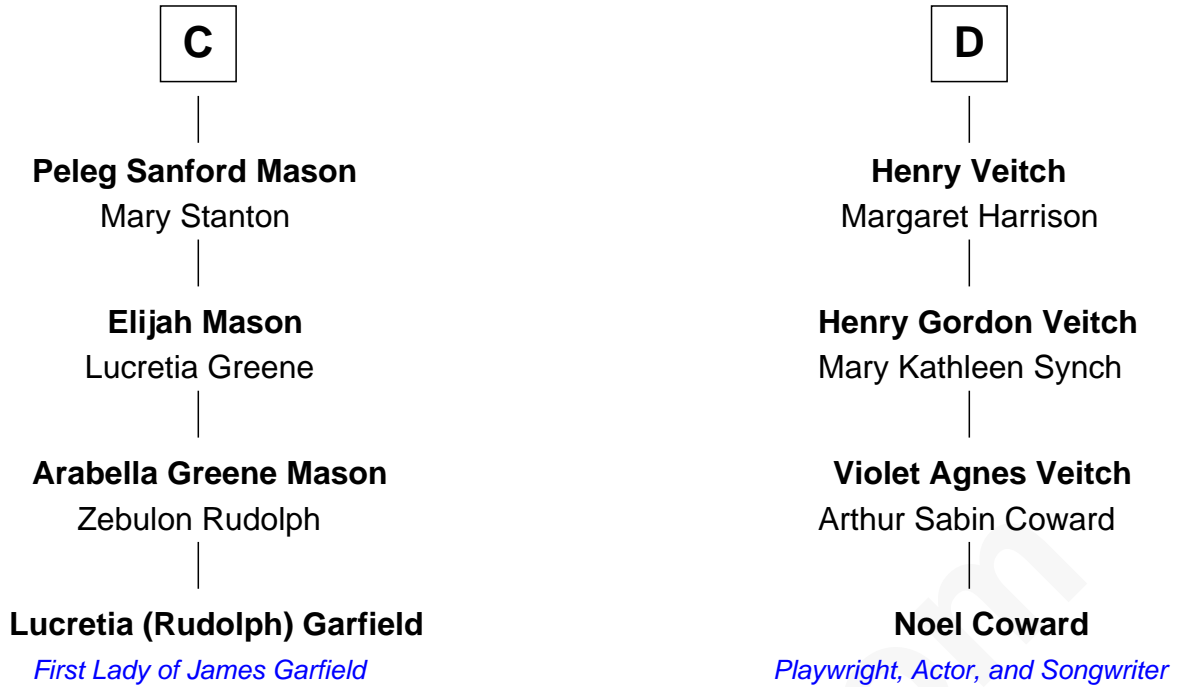 C
Peleg Sanford Mason
Mary Stanton
Elijah Mason
Lucretia Greene
Arabella Greene Mason
Zebulon Rudolph
Lucretia (Rudolph) Garfield
First Lady of James Garfield
D
Henry Veitch
Margaret Harrison
Henry Gordon Veitch
Mary Kathleen Synch
Violet Agnes Veitch
Arthur Sabin Coward
Noel Coward
Playwright, Actor, and Songwriter